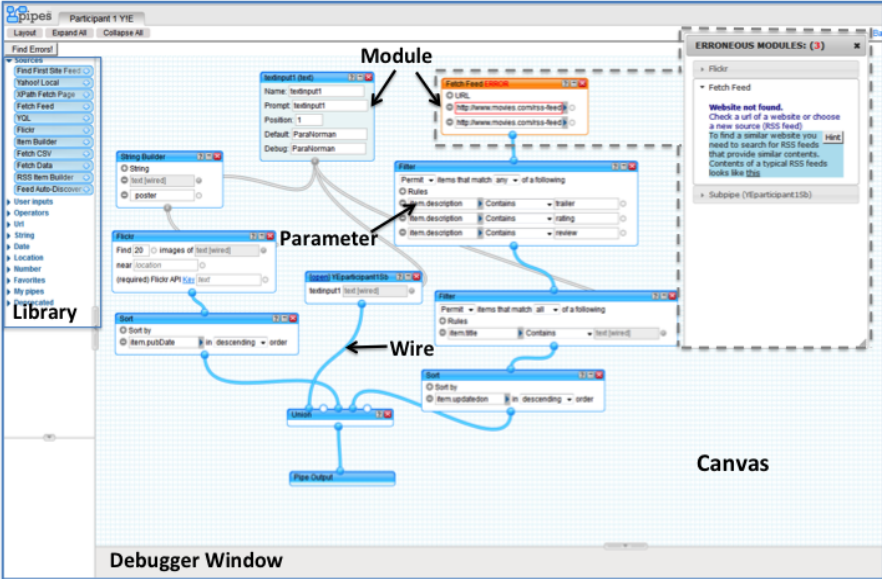 pipes
Participant 1 Y!E
Layout Expand All Collapse All
Ba
Find Errors!
Sources
Find First Site Feed
Yahoo! Local
XPath Fetch Page
Fetch Feed
YQL
Flickr
Item Builder
Fetch CSV
Fetch Data
RSS Item Builder
Feed Auto-Discover
User inputs
Operators
Url
String
Date
Location
Number
Favorites
My pipes
Deprecated
Library
Module
textinput1 (text)
Name: textinput1
Prompt: textinput1
Position: 1
Default: ParaNorman
Debug: ParaNorman
Fetch Feed ERROR
URL
http://www.movies.com/rss-feed
http://www.movies.com/rss-feed
ERRONEOUS MODULES: (3)
Flickr
Fetch Feed
Website not found.
Check a url of a website or choose
a new source (RSS feed)
To find a similar website you
need to search for RSS feeds
that provide similar contents.
Contents of a typical RSS feeds
looks like this
Hint
Subpipe (YEparticipant1Sb)
String Builder
String
text [wired]
poster
Filter
Permit items that match any of a following
Rules
item.description Contains trailer
item.description Contains rating
item.description Contains review
Parameter
Flickr
Find 20 images of text [wired]
near location
(required) Flickr API Key text
(open) YEparticipant1Sb
textinput1 text [wired]
Filter
Permit items that match all of a following
Rules
item.title Contains text [wired]
Sort
Sort by
item.pubDate in descending order
Wire
Sort
Sort by
item.updatedon in descending order
Union
Pipe Output
Canvas
Debugger Window